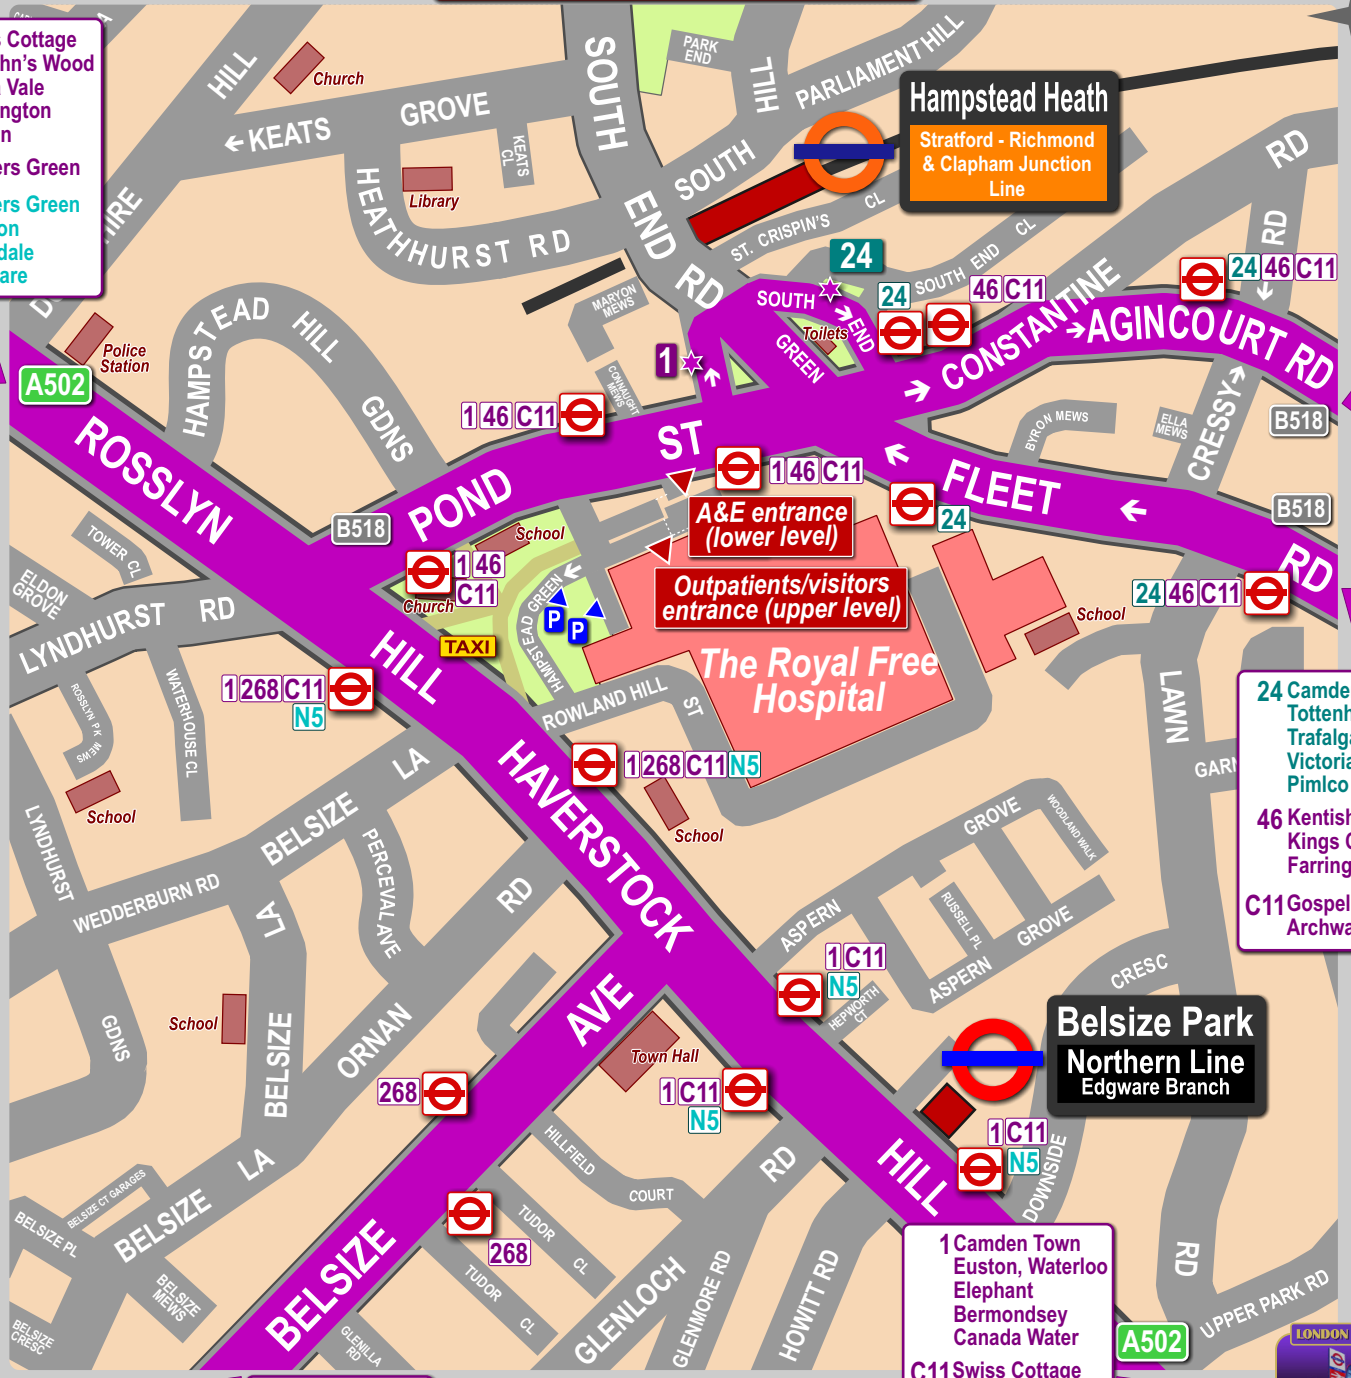 s Cottage
hn's Wood
Vale
ngton
n
ers Green
ers Green
on
dale
are
HILL
Church
KEATS GROVE
KEATS CL
SOUTH END RD
PARK END
HILL
PARLIAMENT HILL
SOUTH
Hampstead Heath
Stratford - Richmond
& Clapham Junction
Line
RD
HEATHHURST RD
Library
ST. CRISPIN'S CL
SOUTH END CL
RD
24 46 C11
24
24
46 C11
SOUTH END GREEN
Toilets
CONSTANTINE
AGINCOURT RD
MARYON MEWS
CONNAUGHT MEWS
1
HAMPSTEAD HILL GDNS
Police
Station
A502
1 46 C11
ROSSLYN HILL
POND ST
B518
B518
BYRON MEWS
ELLA MEWS
CRESSY
1 46 C11
FLEET RD
24
B518
A&E entrance
(lower level)
Outpatients/visitors
entrance (upper level)
School
1 46
C11
Church
TAXI
HAMPSTEAD GREEN
P
P
The Royal Free
Hospital
School
24 46 C11
TOWER CL
ELDON GROVE
LYNDHURST RD
ROSSLYN PK MEWS
WATERHOUSE CL
1 268 C11
N5
ROWLAND HILL ST
School
1 268 C11 N5
School
HAVERSTOCK HILL
LAWN RD
GARN
24 Camde
Tottenh
Trafalga
Victoria
Pimlco
46 Kentish
Kings C
Farring
C11 Gospel
Archwa
LYNDHURST GDNS
WEDDERBURN RD
BELSIZE LA
PERCEVAL AVE
BELSIZE LA
ORNAN RD
School
ASPERN GROVE
WOODLAND WALK
RUSSELL PL
ASPERN GROVE
1 C11
N5
HEPWORTH CT
DOWNSIDE CRESC
Belsize Park
Northern Line
Edgware Branch
Town Hall
1 C11
N5
1 C11
N5
268
BELSIZE AVE
268
HILLFIELD COURT
TUDOR CL
TUDOR CL
BELSIZE LA
BELSIZE CT GARAGES
BELSIZE PL
BELSIZE MEWS
BELSIZE CRESC
GLENILLA RD
GLENLOCH RD
GLENMORE RD
HOWITT RD
1 Camden Town
Euston, Waterloo
Elephant
Bermondsey
Canada Water
C11 Swiss Cottage
A502
UPPER PARK RD
LONDON